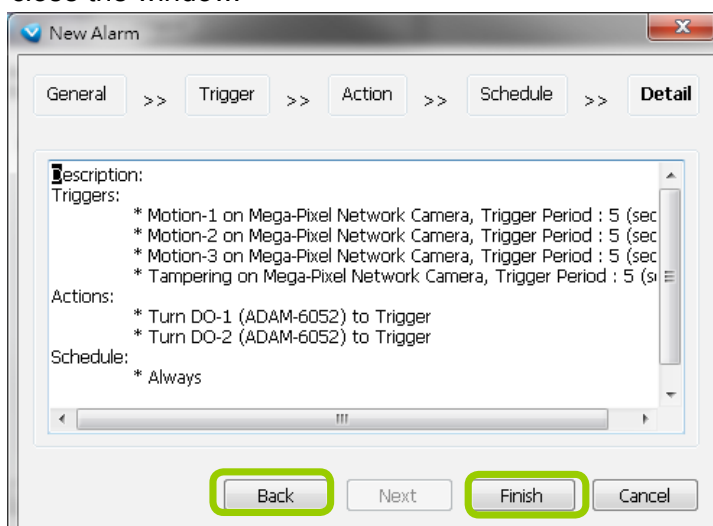 close the window.
New Alarm
General >> Trigger >> Action >> Schedule >> Detail
Description:
Triggers:
* Motion-1 on Mega-Pixel Network Camera, Trigger Period : 5 (sec
* Motion-2 on Mega-Pixel Network Camera, Trigger Period : 5 (sec
* Motion-3 on Mega-Pixel Network Camera, Trigger Period : 5 (sec
* Tampering on Mega-Pixel Network Camera, Trigger Period : 5 (s
Actions:
* Turn DO-1 (ADAM-6052) to Trigger
* Turn DO-2 (ADAM-6052) to Trigger
Schedule:
* Always
Back Next Finish Cancel